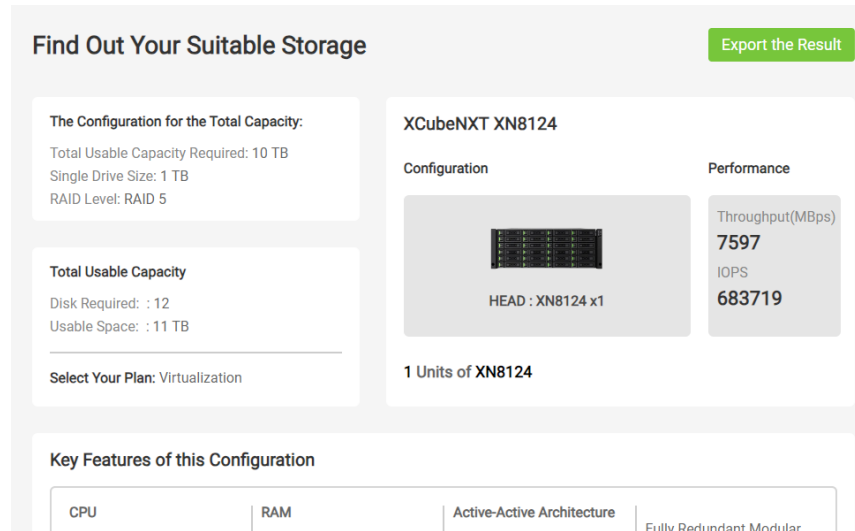 Find Out Your Suitable Storage
Export the Result
The Configuration for the Total Capacity:
Total Usable Capacity Required: 10 TB
Single Drive Size: 1 TB
RAID Level: RAID 5
Total Usable Capacity
Disk Required: : 12
Usable Space: : 11 TB
Select Your Plan: Virtualization
XCubeNXT XN8124
Configuration
Performance
HEAD : XN8124 x1
Throughput(MBps)
7597
IOPS
683719
1 Units of XN8124
Key Features of this Configuration
CPU
RAM
Active-Active Architecture
Fully Redundant Modular